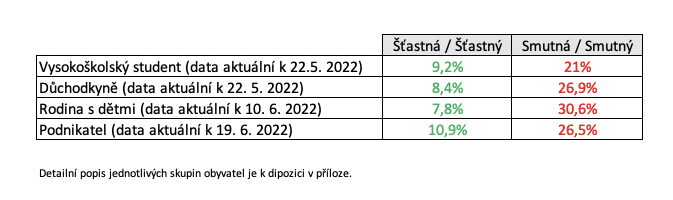 Šťastná / Šťastný Smutná / Smutný
Vysokoškolský student (data aktuální k 22.5. 2022) 9,2% 21%
Důchodkyně (data aktuální k 22. 5. 2022) 8,4% 26,9%
Rodina s dětmi (data aktuální k 10. 6. 2022) 7,8% 30,6%
Podnikatel (data aktuální k 19. 6. 2022) 10,9% 26,5%
Detailní popis jednotlivých skupin obyvatel je k dipozici v příloze.